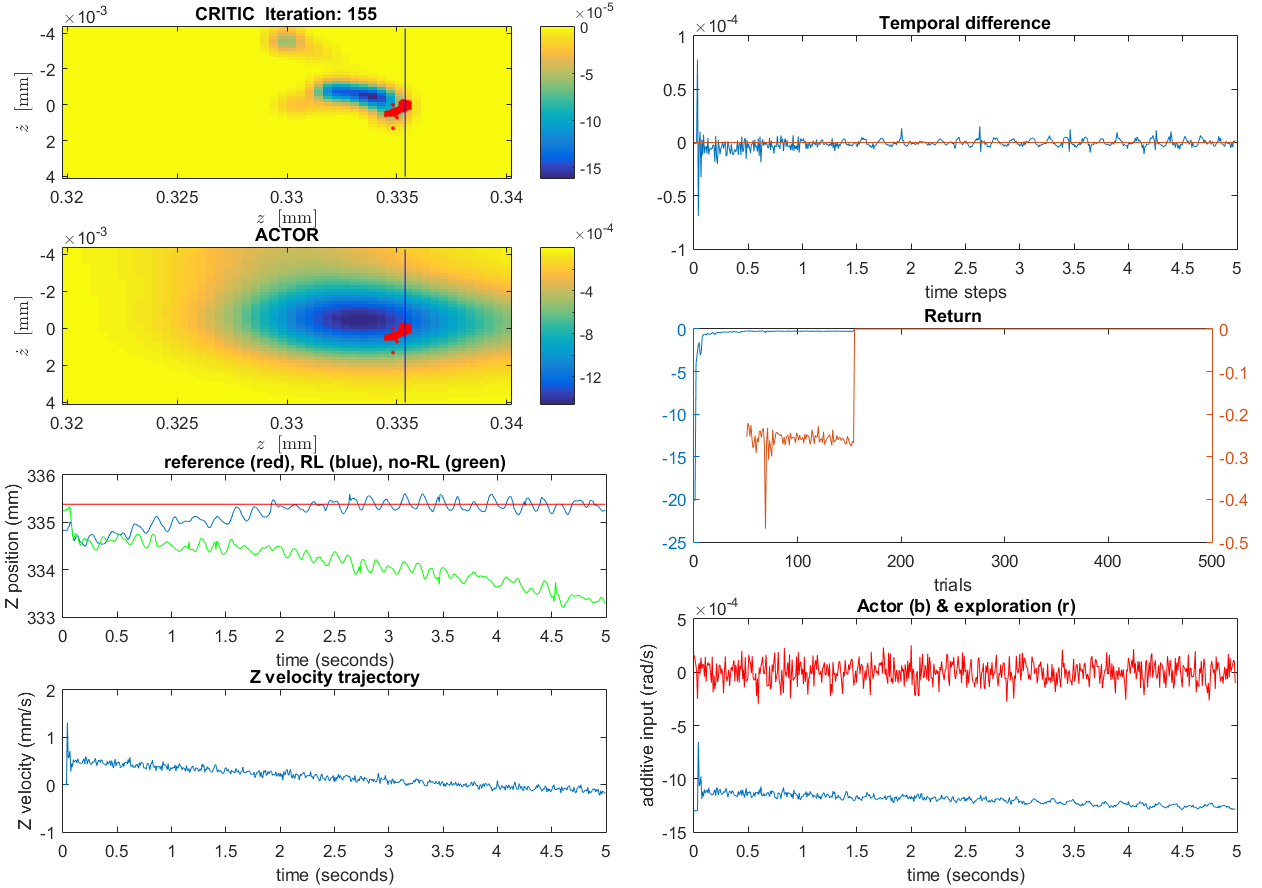 CRITIC Iteration: 155
×10⁻³
×10⁻⁵
-4
-2
0
2
4
0
-5
-10
-15
0.32
0.325
0.33
0.335
0.34
ż [mm]
z [mm]
ACTOR
×10⁻³
×10⁻⁴
-4
-2
0
2
4
-4
-8
-12
0.32
0.325
0.33
0.335
0.34
ż [mm]
z [mm]
reference (red), RL (blue), no-RL (green)
336
335
334
333
0 0.5 1 1.5 2 2.5 3 3.5 4 4.5 5
Z position (mm)
time (seconds)
Z velocity trajectory
2
1
0
-1
0 0.5 1 1.5 2 2.5 3 3.5 4 4.5 5
Z velocity (mm/s)
time (seconds)
Temporal difference
×10⁻⁴
1
0.5
0
-0.5
-1
0 0.5 1 1.5 2 2.5 3 3.5 4 4.5 5
time steps
Return
0
-5
-10
-15
-20
-25
0
-0.1
-0.2
-0.3
-0.4
-0.5
0 100 200 300 400 500
trials
Actor (b) & exploration (r)
×10⁻⁴
5
0
-5
-10
-15
0 0.5 1 1.5 2 2.5 3 3.5 4 4.5 5
additive input (rad/s)
time (seconds)